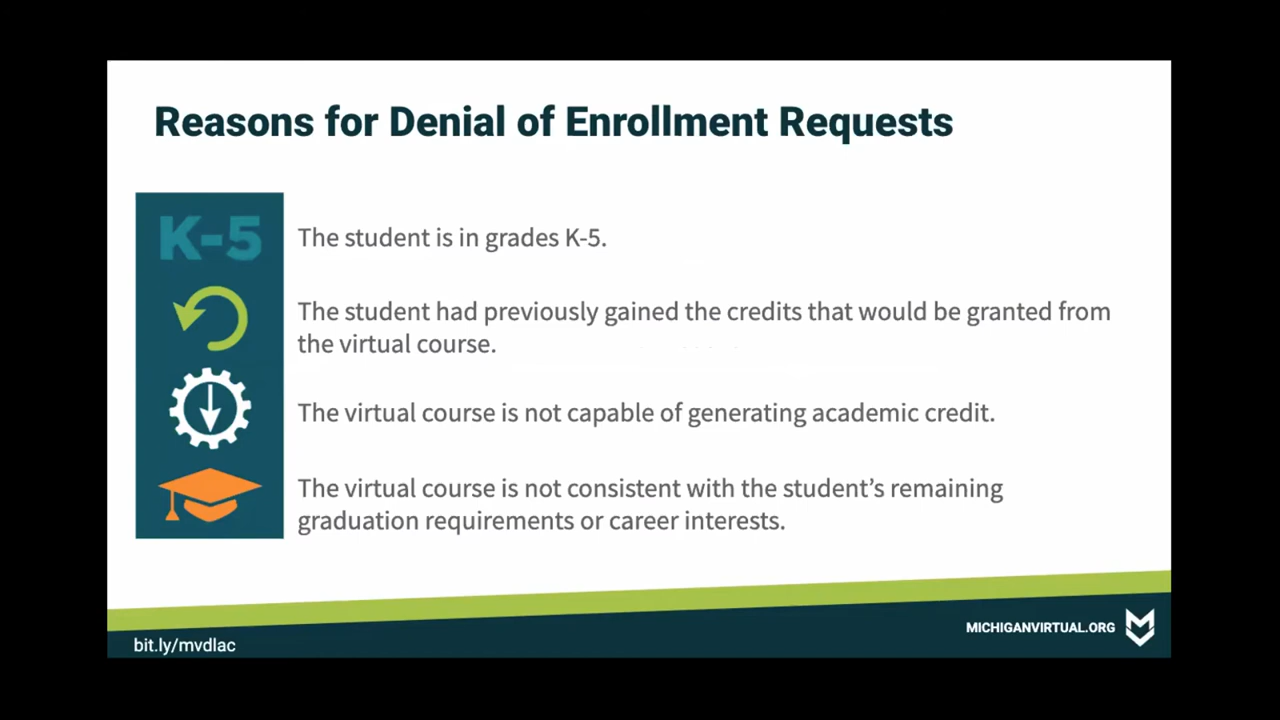 Reasons for Denial of Enrollment Requests
K-5
The student is in grades K-5.
The student had previously gained the credits that would be granted from
the virtual course.
The virtual course is not capable of generating academic credit.
The virtual course is not consistent with the student’s remaining
graduation requirements or career interests.
bit.ly/mvdlac
MICHIGANVIRTUAL.ORG